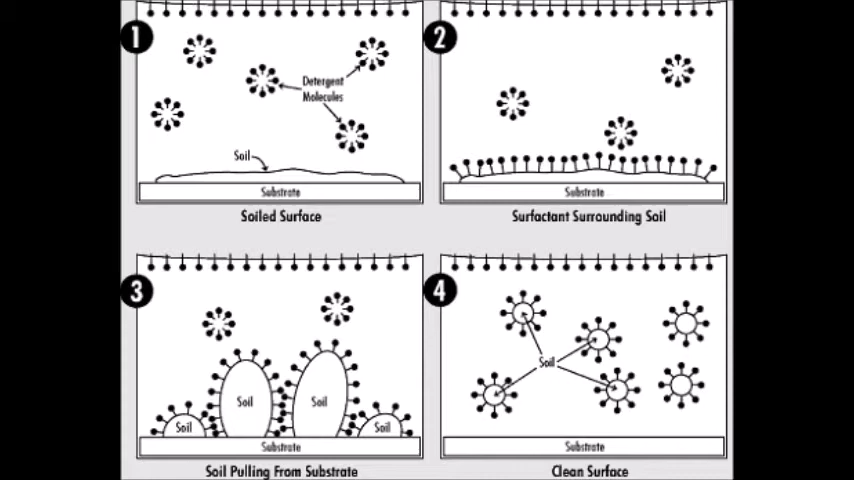 1
Detergent
Molecules
Soil
Substrate
Soiled Surface
2
Substrate
Surfactant Surrounding Soil
3
Soil
Soil
Soil
Soil
Substrate
Soil Pulling From Substrate
4
Soil
Substrate
Clean Surface